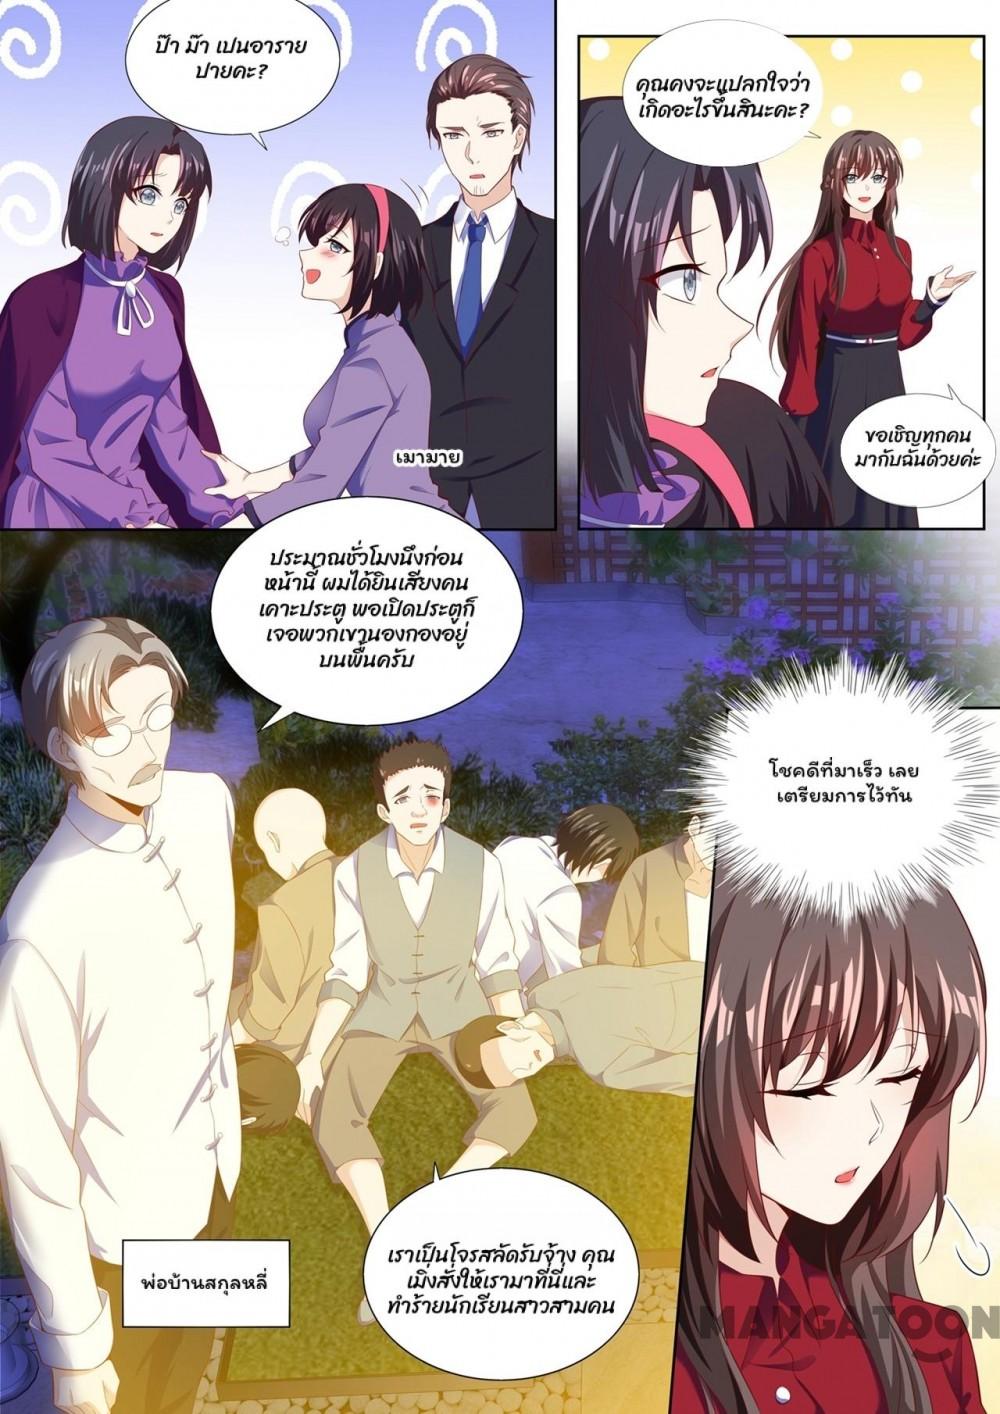 ป๊า ม๊า เปนอาราย
ปายคะ?
เมามาย
คุณคงจะแปลกใจว่า
เกิดอะไรขึ้นสินะคะ?
ขอเชิญทุกคน
มากับฉันด้วยค่ะ
ประมาณชั่วโมงนึงก่อน
หน้านี้ ผมได้ยินเสียงคน
เคาะประตู พอเปิดประตูก็
เจอพวกเขานองกองอยู่
บนพื้นครับ
โชคดีที่มาเร็ว เลย
เตรียมการไว้ทัน
เราเป็นโจรสลัดรับจ้าง คุณ
เมิ่งสั่งให้เรามาที่นี่และ
ทำร้ายนักเรียนสาวสามคน
พ่อบ้านสกุลหลี่
MANGATOON